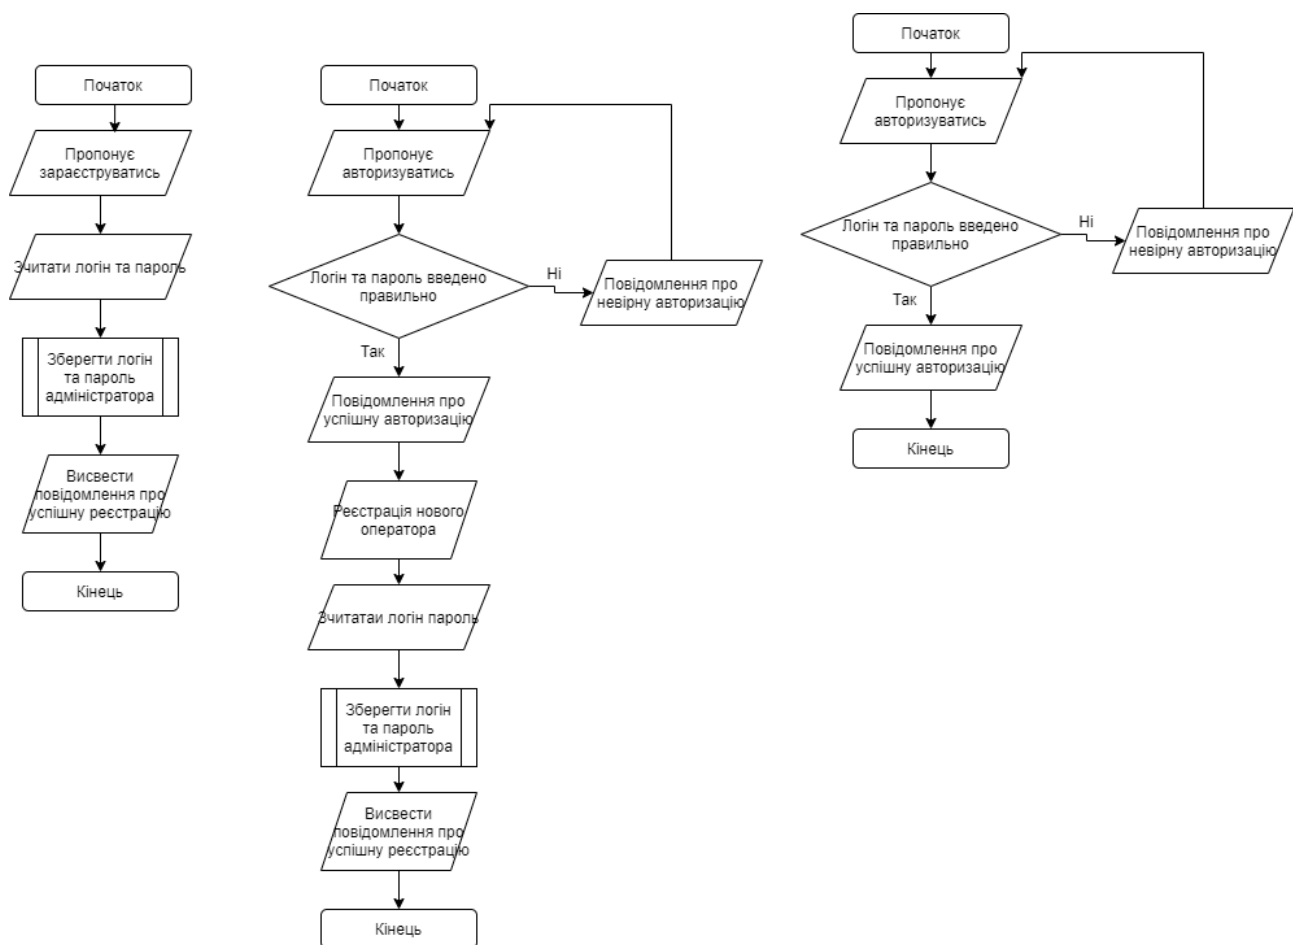 Початок
Пропонує
зараєструватись
Зчитати логін та пароль
Зберегти логін
та пароль
адміністратора
Висвести
повідомлення про
успішну реєстрацію
Кінець
Початок
Пропонує
авторизуватись
Логін та пароль введено
правильно
Ні
Повідомлення про
невірну авторизацію
Так
Повідомлення про
успішну авторизацію
Реєстрація нового
оператора
Зчитатаи логін пароль
Зберегти логін
та пароль
адміністратора
Висвести
повідомлення про
успішну реєстрацію
Кінець
Початок
Пропонує
авторизуватись
Логін та пароль введено
правильно
Ні
Повідомлення про
невірну авторизацію
Так
Повідомлення про
успішну авторизацію
Кінець